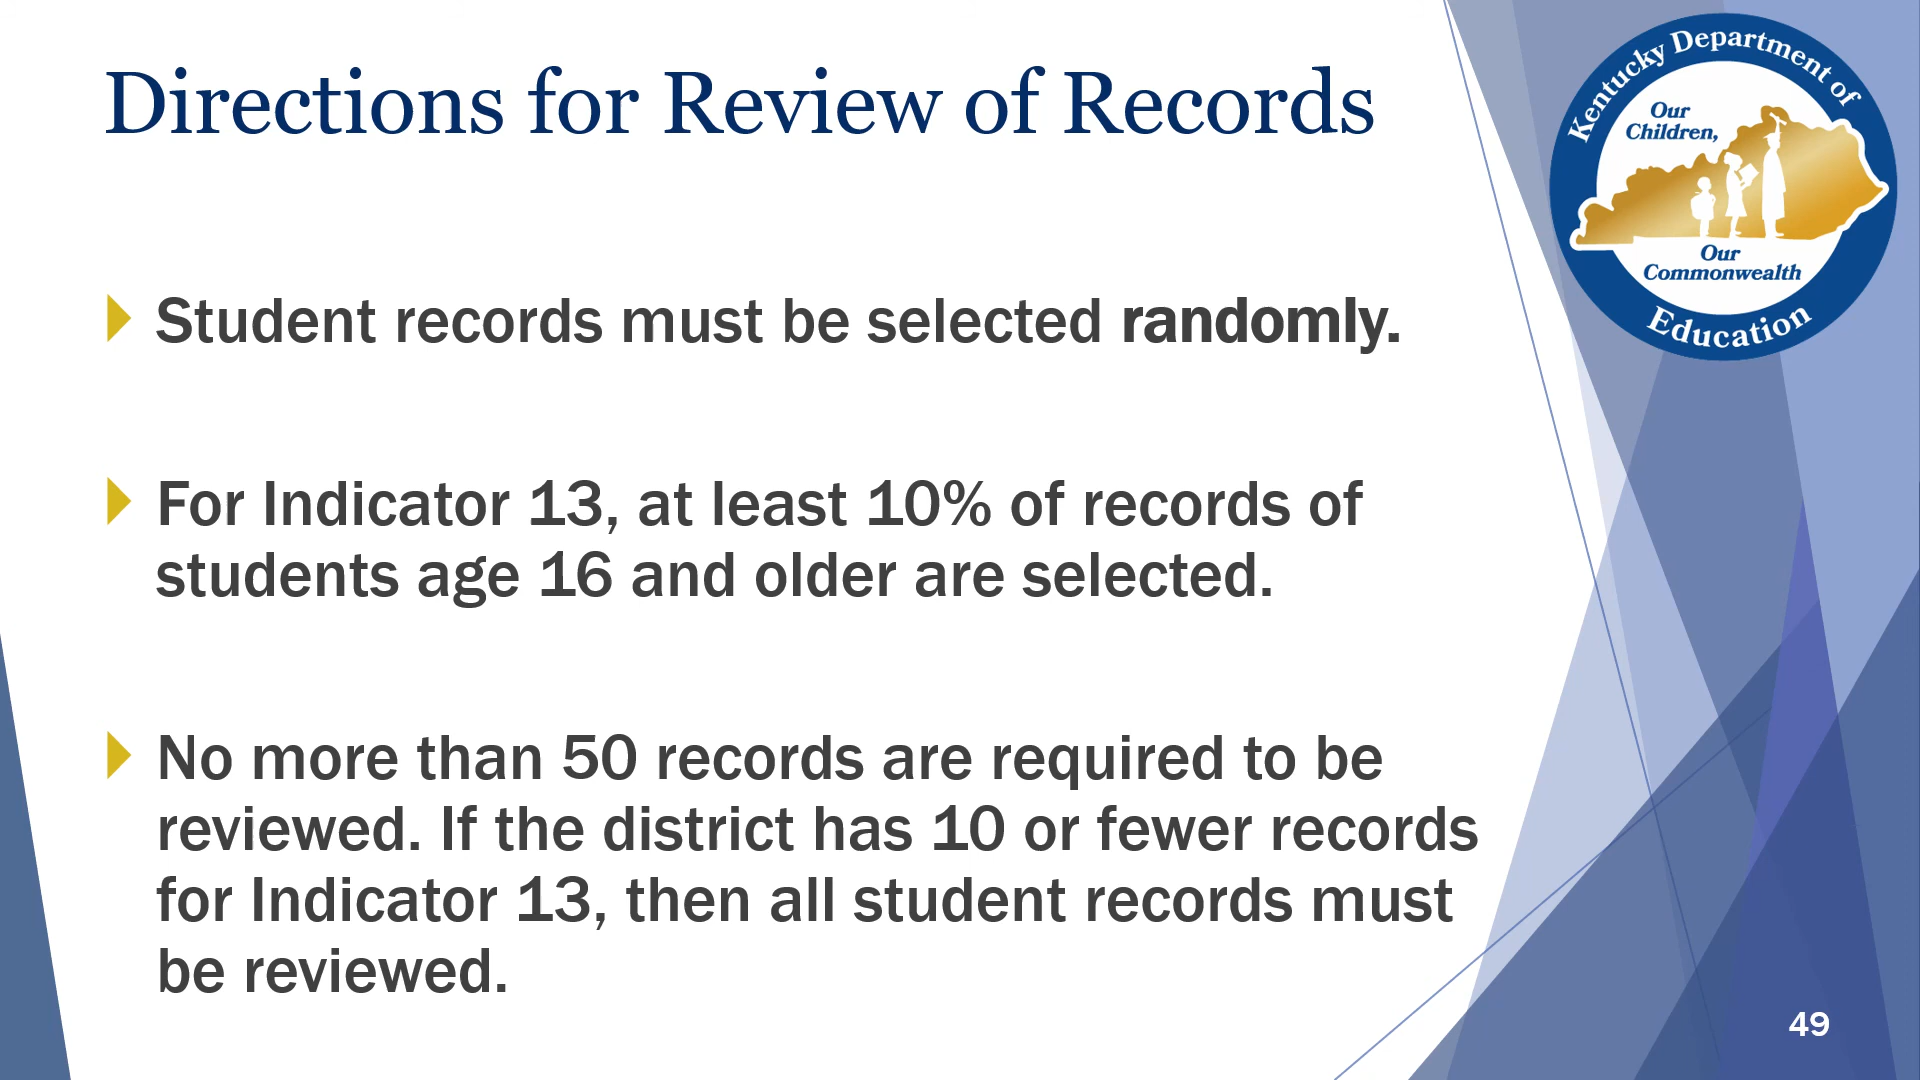 Directions for Review of Records
Kentucky Department of
Our
Children,
Our
Commonwealth
Education
Student records must be selected randomly.
For Indicator 13, at least 10% of records of
students age 16 and older are selected.
No more than 50 records are required to be
reviewed. If the district has 10 or fewer records
for Indicator 13, then all student records must
be reviewed.
49